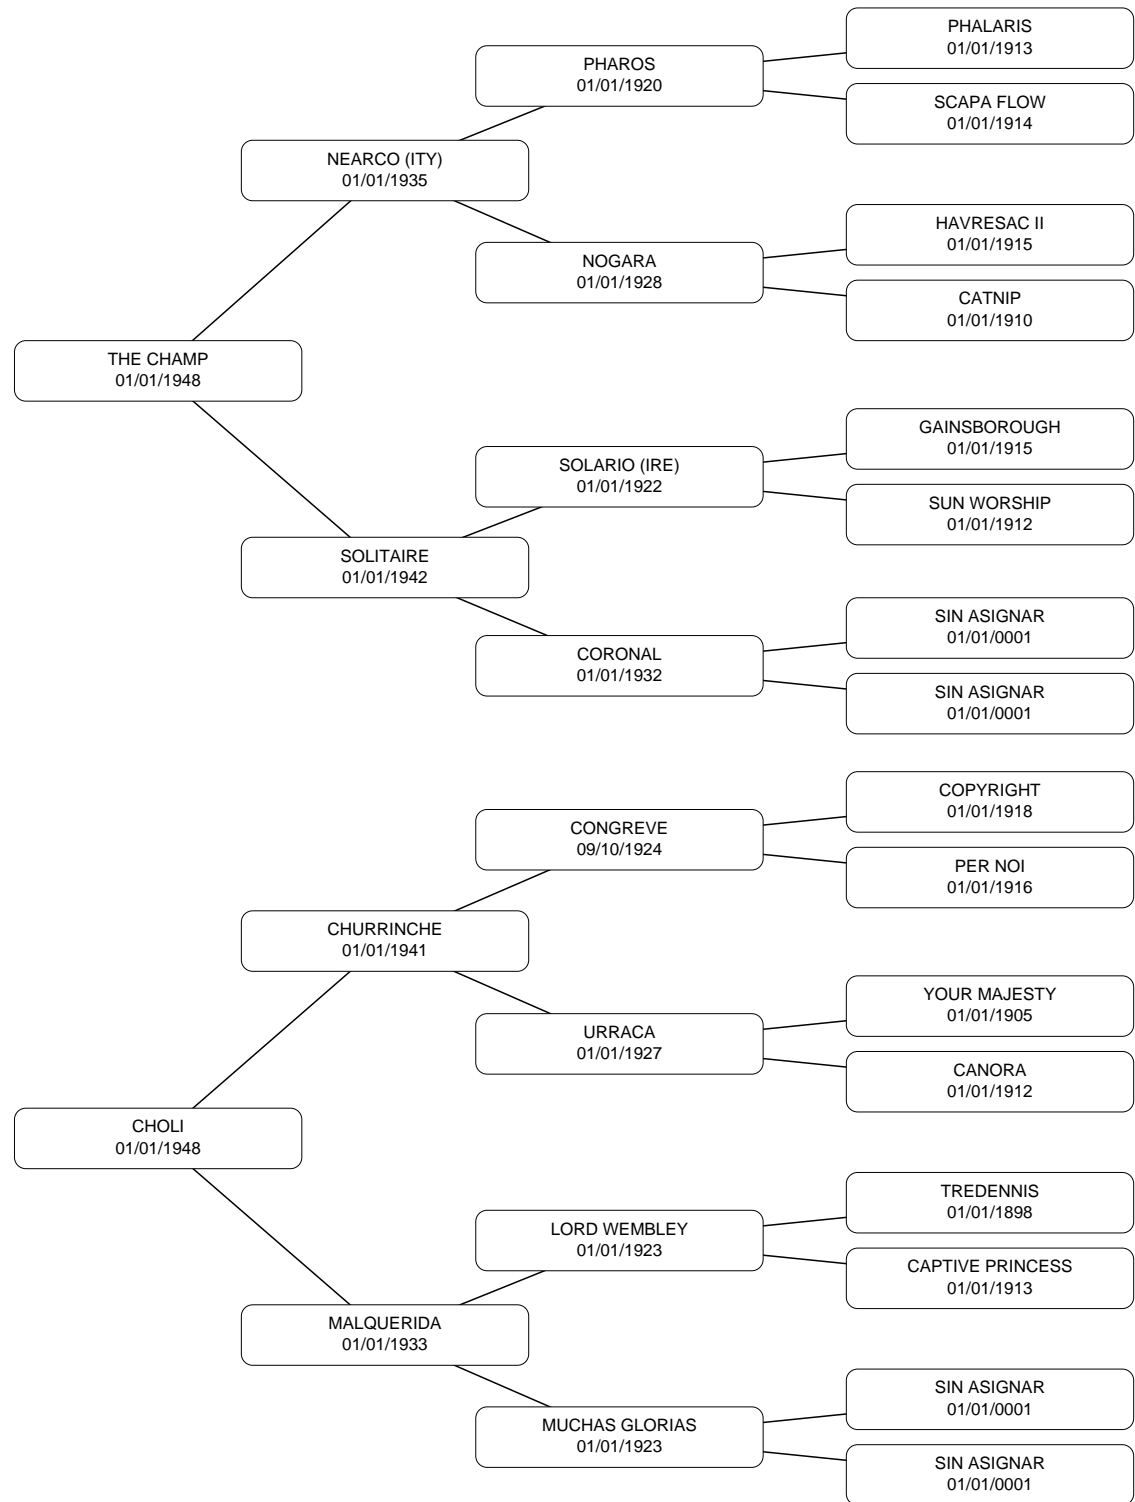 PHALARIS
01/01/1913
PHAROS
01/01/1920
SCAPA FLOW
01/01/1914
NEARCO (ITY)
01/01/1935
HAVRESAC II
01/01/1915
NOGARA
01/01/1928
CATNIP
01/01/1910
THE CHAMP
01/01/1948
GAINSBOROUGH
01/01/1915
SOLARIO (IRE)
01/01/1922
SUN WORSHIP
01/01/1912
SOLITAIRE
01/01/1942
SIN ASIGNAR
01/01/0001
CORONAL
01/01/1932
SIN ASIGNAR
01/01/0001
COPYRIGHT
01/01/1918
CONGREVE
09/10/1924
PER NOI
01/01/1916
CHURRINCHE
01/01/1941
YOUR MAJESTY
01/01/1905
URRACA
01/01/1927
CANORA
01/01/1912
CHOLI
01/01/1948
TREDENNIS
01/01/1898
LORD WEMBLEY
01/01/1923
CAPTIVE PRINCESS
01/01/1913
MALQUERIDA
01/01/1933
SIN ASIGNAR
01/01/0001
MUCHAS GLORIAS
01/01/1923
SIN ASIGNAR
01/01/0001